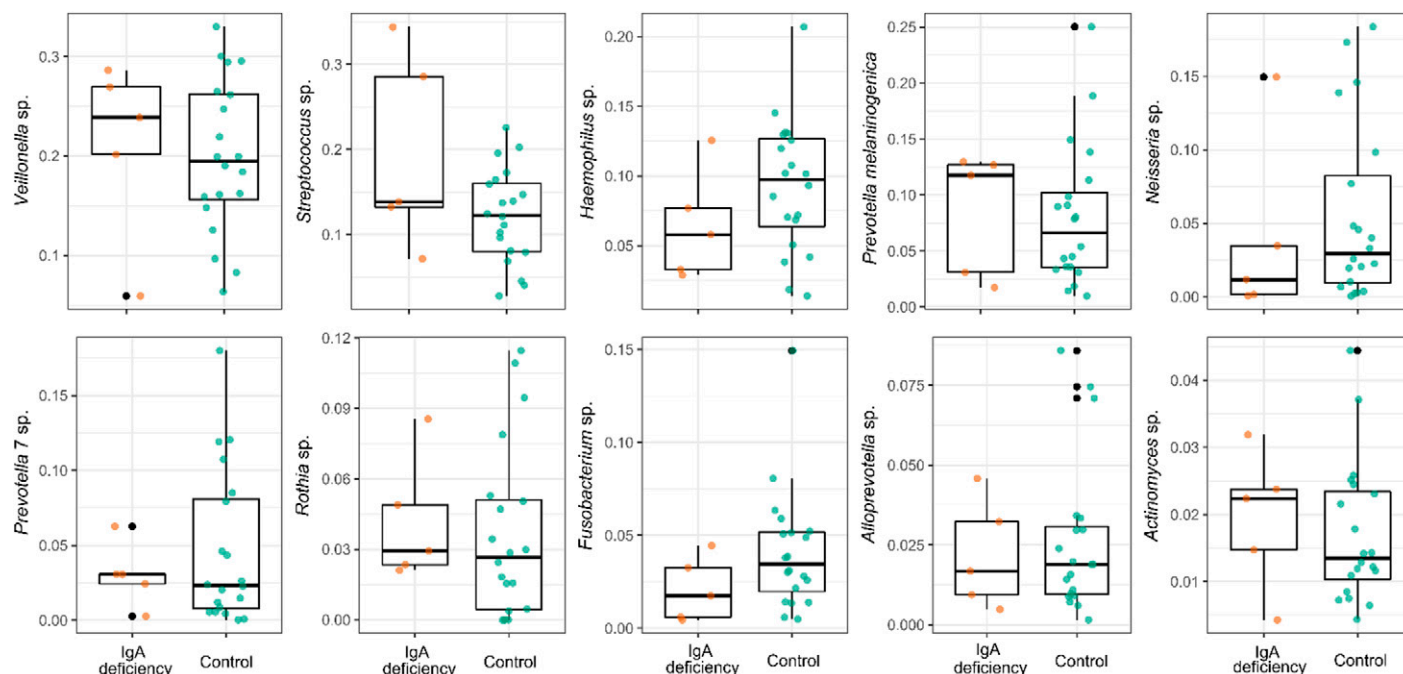 Veillonella sp.
0.3
0.2
0.1
Streptococcus sp.
0.3
0.2
0.1
Haemophilus sp.
0.20
0.15
0.10
0.05
Prevotella melaninogenica
0.25
0.20
0.15
0.10
0.05
0.00
Neisseria sp.
0.15
0.10
0.05
0.00
Prevotella 7 sp.
0.15
0.10
0.05
0.00
IgA
deficiency
Control
Rothia sp.
0.12
0.09
0.06
0.03
0.00
IgA
deficiency
Control
Fusobacterium sp.
0.15
0.10
0.05
0.00
IgA
deficiency
Control
Alloprevotella sp.
0.075
0.050
0.025
0.000
IgA
deficiency
Control
Actinomyces sp.
0.04
0.03
0.02
0.01
IgA
deficiency
Control